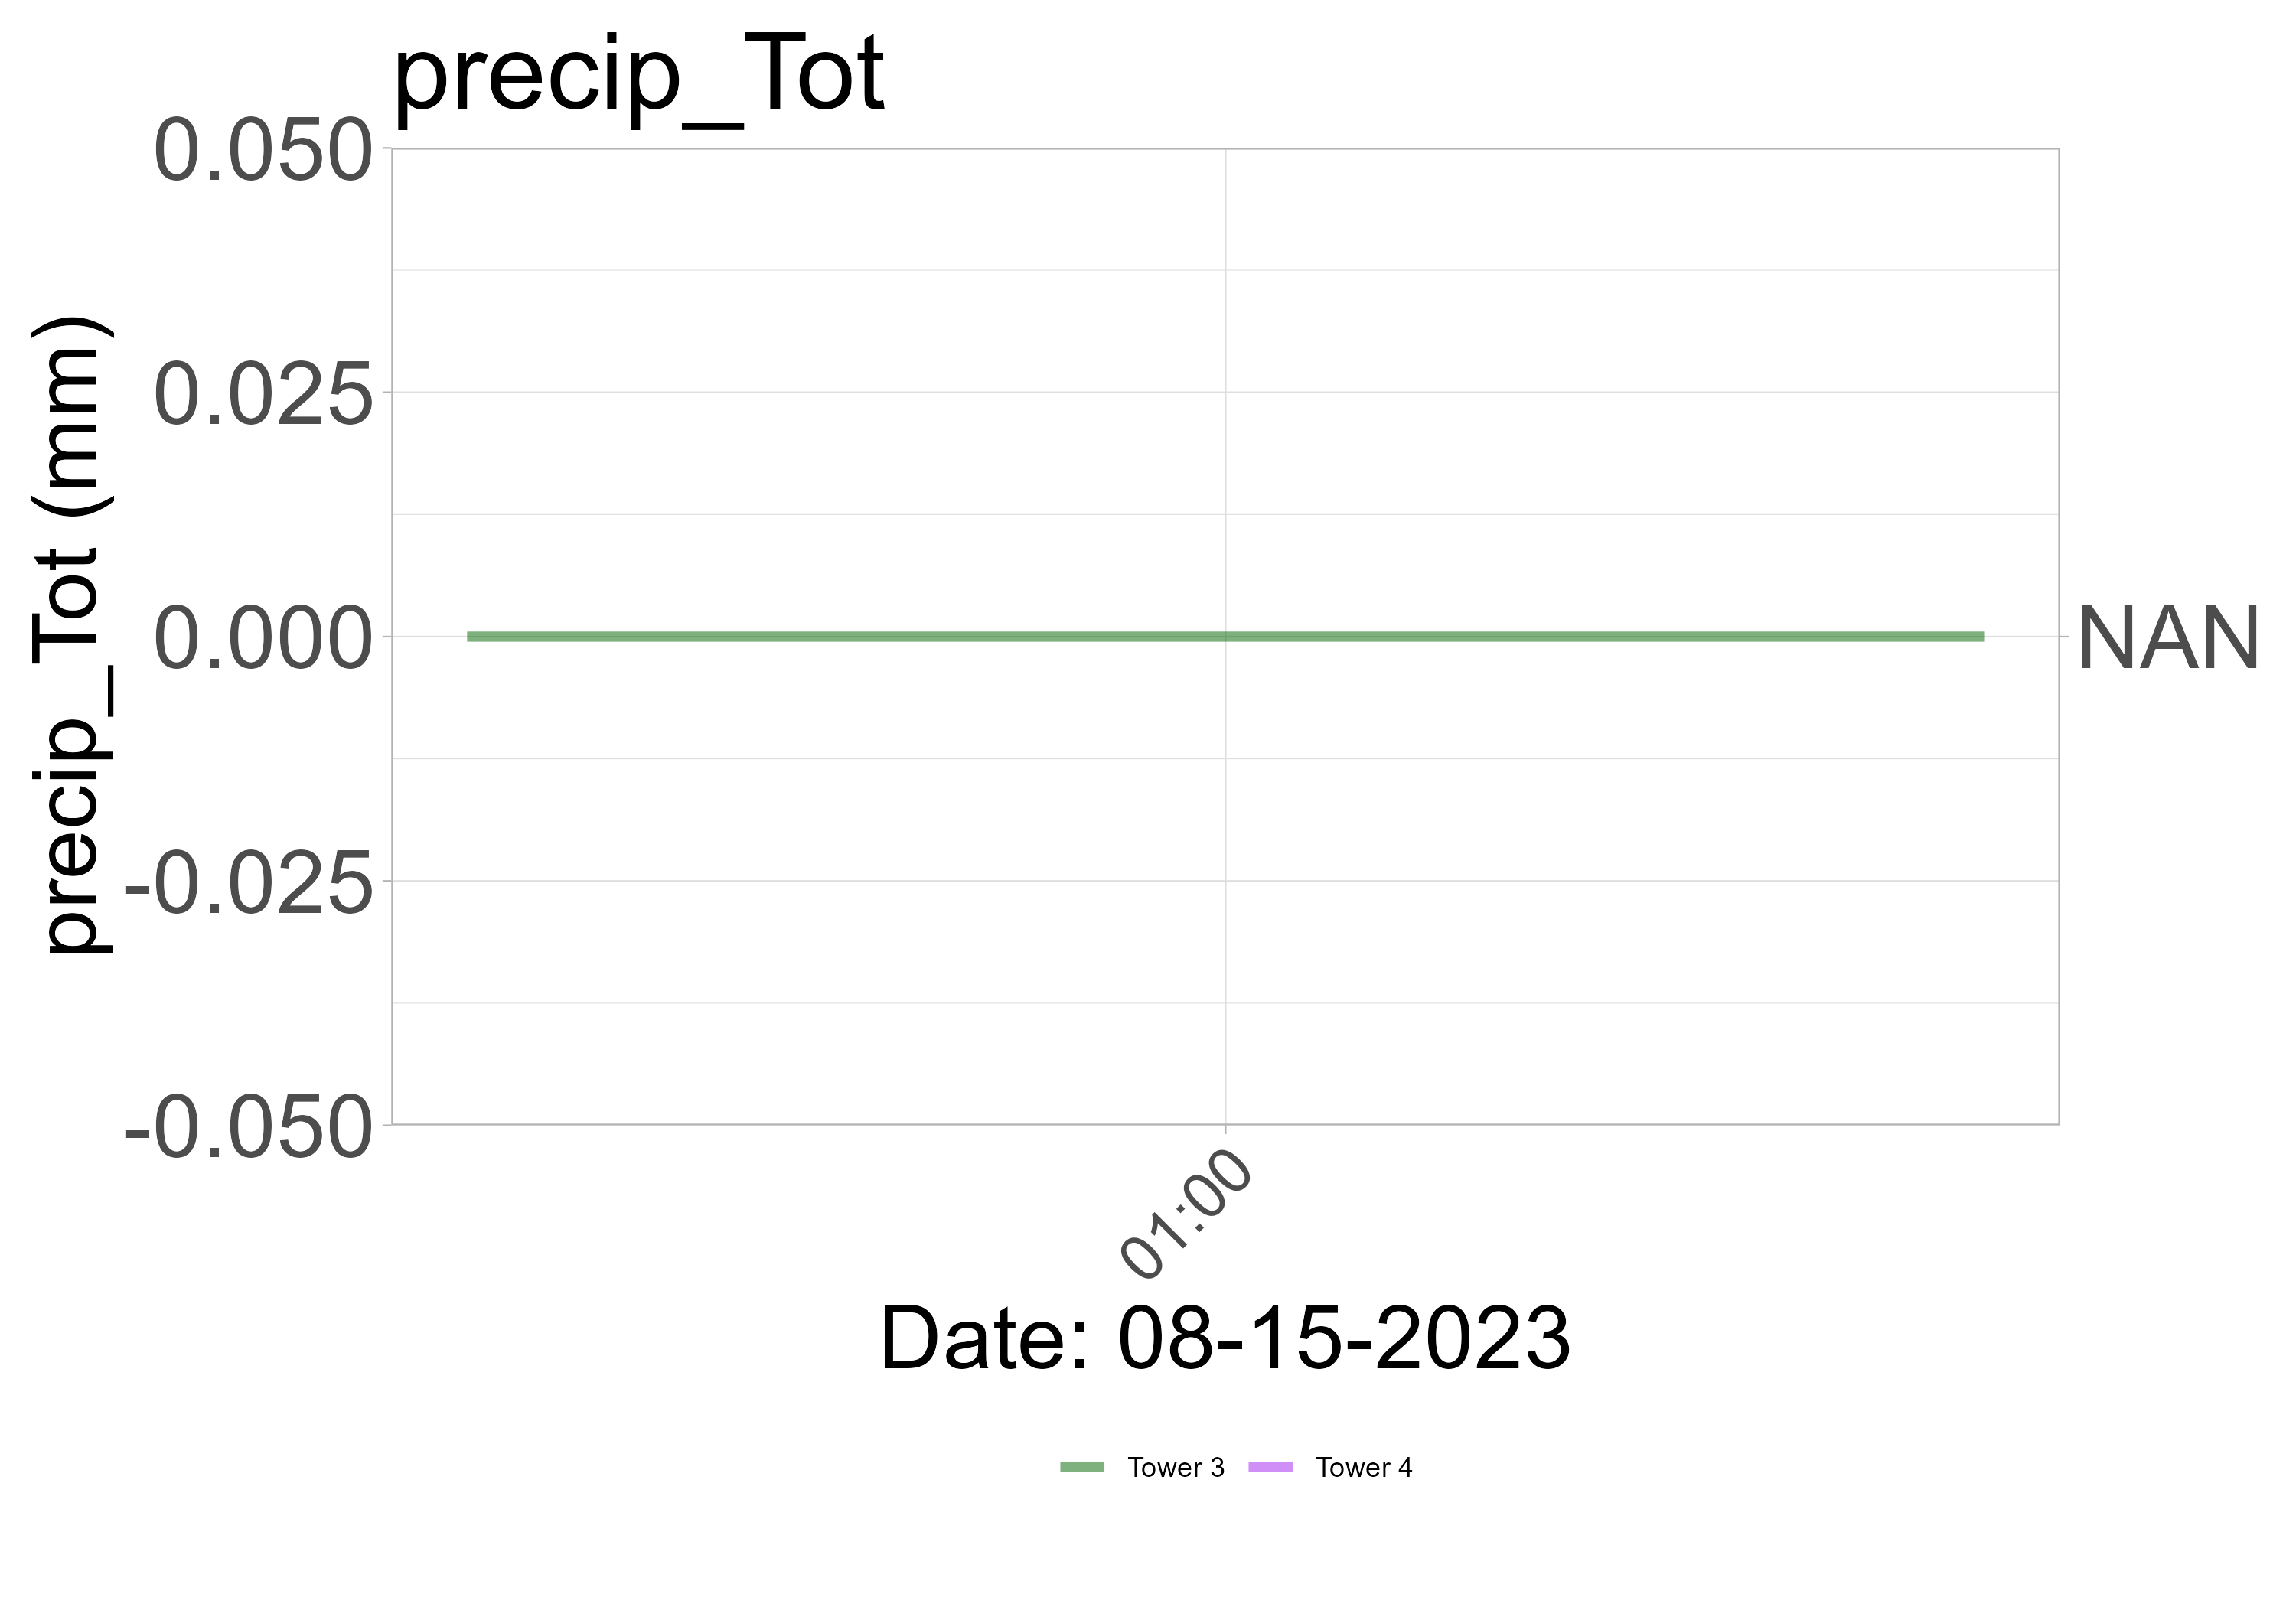 precip_Tot
precip_Tot (mm)
0.050
0.025
0.000
-0.025
-0.050
NAN
01:00
Date: 08-15-2023
Tower 3 Tower 4